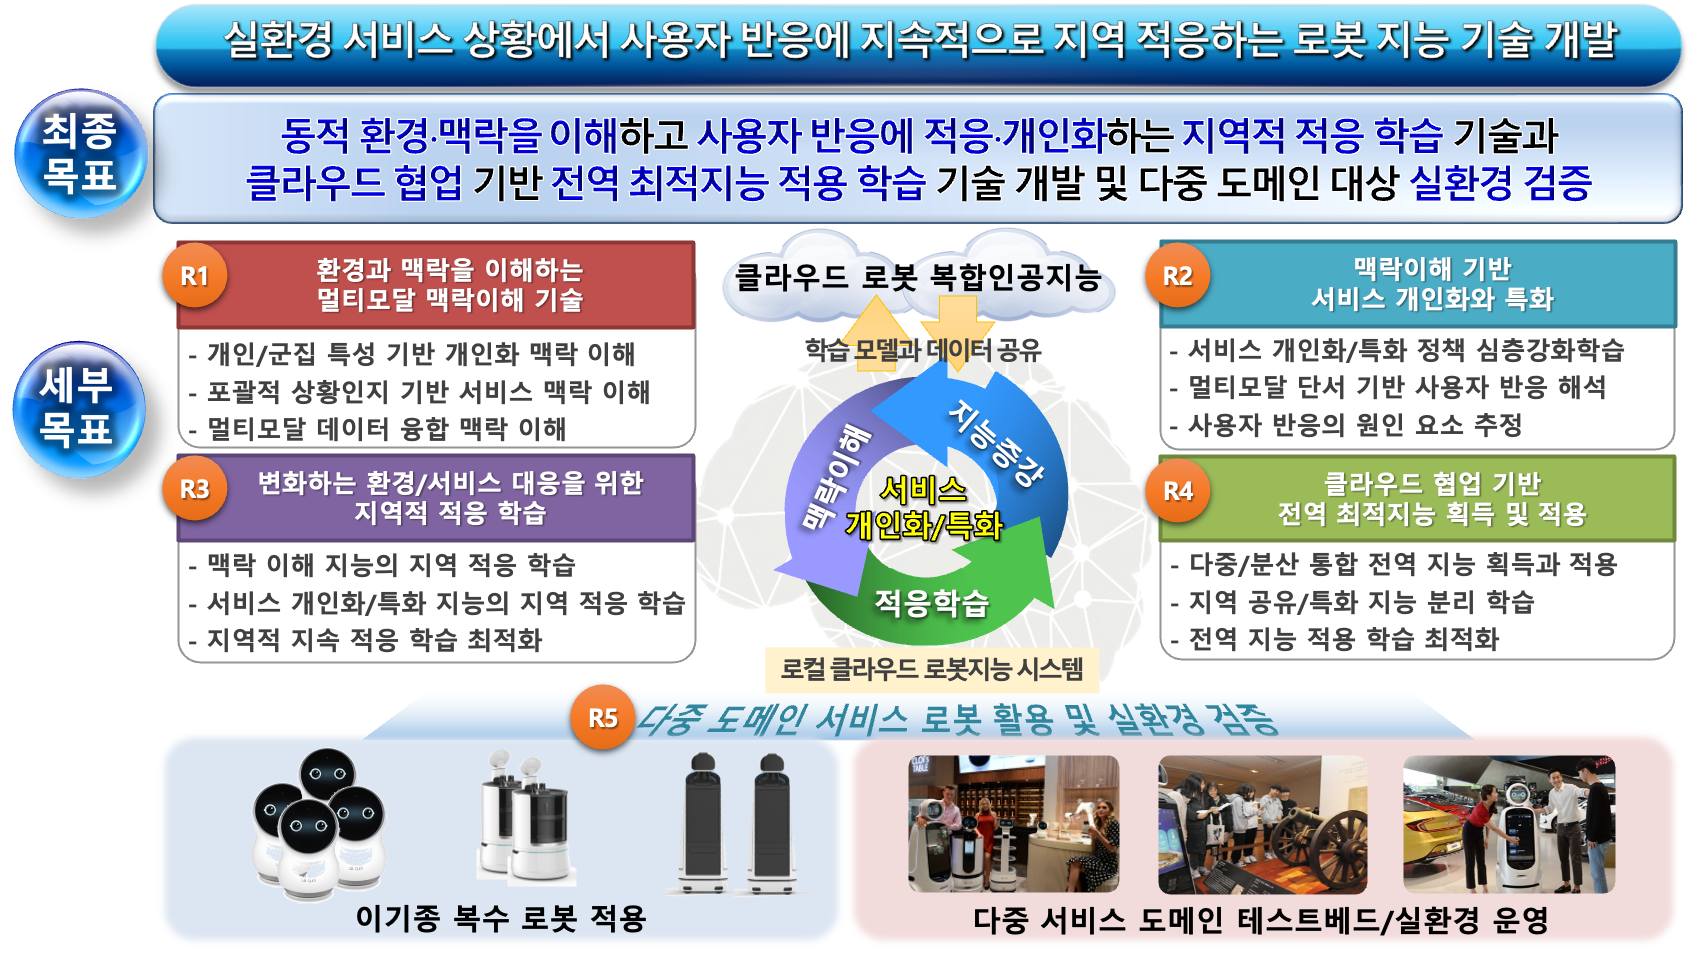 실환경 서비스 상황에서 사용자 반응에 지속적으로 지역 적응하는 로봇 지능 기술 개발
최종
목표
동적 환경·맥락을 이해하고 사용자 반응에 적응·개인화하는 지역적 적응 학습 기술과
클라우드 협업 기반 전역 최적지능 적용 학습 기술 개발 및 다중 도메인 대상 실환경 검증
세부
목표
R1
환경과 맥락을 이해하는
멀티모달 맥락이해 기술
- 개인/군집 특성 기반 개인화 맥락 이해
- 포괄적 상황인지 기반 서비스 맥락 이해
- 멀티모달 데이터 융합 맥락 이해
클라우드 로봇 복합인공지능
학습 모델과 데이터 공유
R2
맥락이해 기반
서비스 개인화와 특화
- 서비스 개인화/특화 정책 심층강화학습
- 멀티모달 단서 기반 사용자 반응 해석
- 사용자 반응의 원인 요소 추정
맥락이해
지능증강
서비스
개인화/특화
적응학습
로컬 클라우드 로봇지능 시스템
R3
변화하는 환경/서비스 대응을 위한
지역적 적응 학습
- 맥락 이해 지능의 지역 적응 학습
- 서비스 개인화/특화 지능의 지역 적응 학습
- 지역적 지속 적응 학습 최적화
R4
클라우드 협업 기반
전역 최적지능 획득 및 적용
- 다중/분산 통합 전역 지능 획득과 적용
- 지역 공유/특화 지능 분리 학습
- 전역 지능 적용 학습 최적화
R5
다중 도메인 서비스 로봇 활용 및 실환경 검증
CLOi'S
TABLE
이기종 복수 로봇 적용
다중 서비스 도메인 테스트베드/실환경 운영